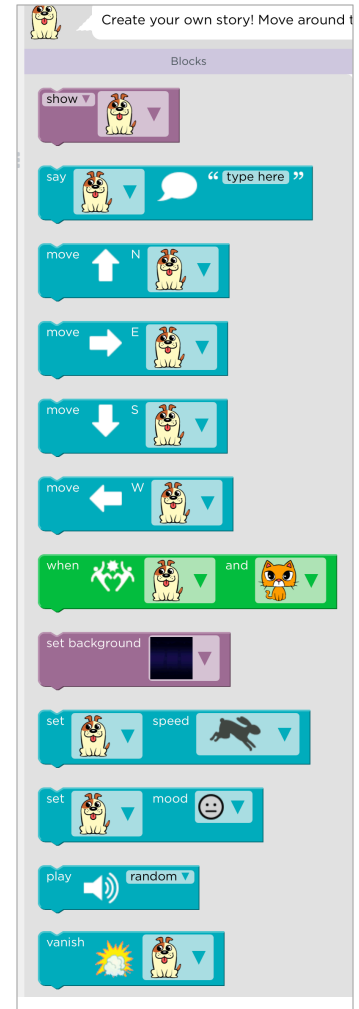 Create your own story! Move around t
Blocks
show
say “ type here ”
move N
move E
move S
move W
when and
set background
set speed
set mood
play random
vanish